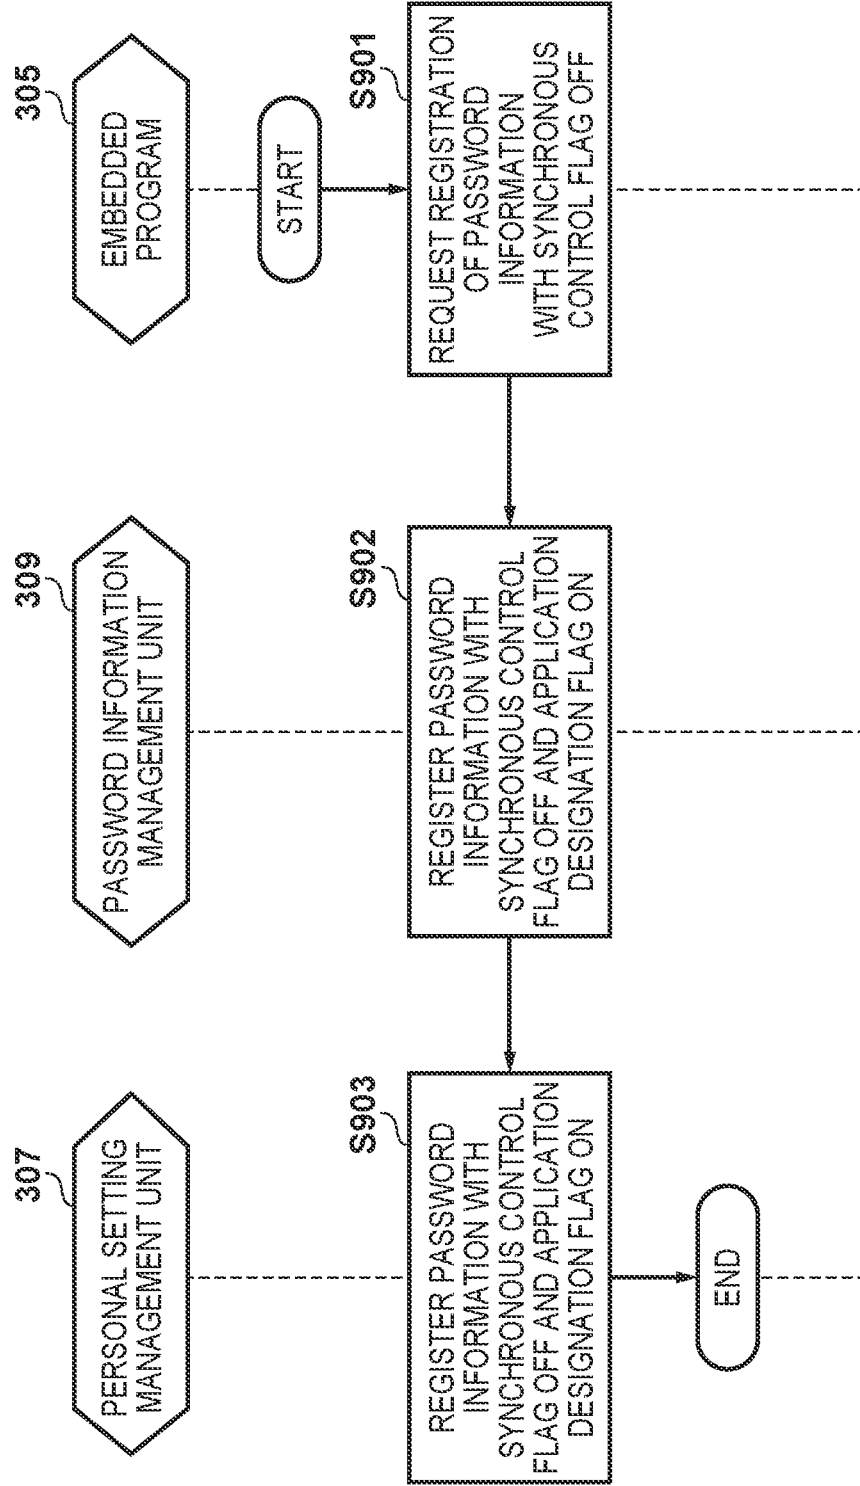 307
PERSONAL SETTING
MANAGEMENT UNIT
309
PASSWORD INFORMATION
MANAGEMENT UNIT
305
EMBEDDED
PROGRAM
START
S901
REQUEST REGISTRATION
OF PASSWORD
INFORMATION
WITH SYNCHRONOUS
CONTROL FLAG OFF
S902
REGISTER PASSWORD
INFORMATION WITH
SYNCHRONOUS CONTROL
FLAG OFF AND APPLICATION
DESIGNATION FLAG ON
S903
REGISTER PASSWORD
INFORMATION WITH
SYNCHRONOUS CONTROL
FLAG OFF AND APPLICATION
DESIGNATION FLAG ON
END